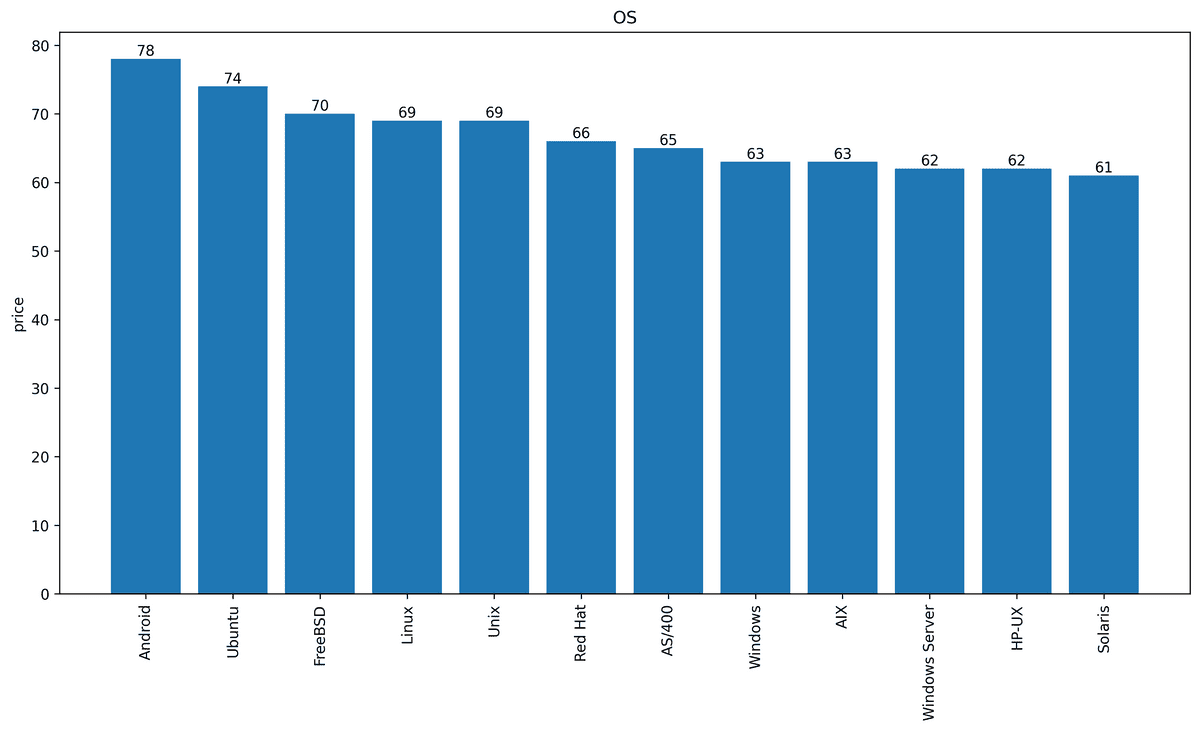 OS
price
80
70
60
50
40
30
20
10
0
78
74
70
69
69
66
65
63
63
62
62
61
Android
Ubuntu
FreeBSD
Linux
Unix
Red Hat
AS/400
Windows
AIX
Windows Server
HP-UX
Solaris